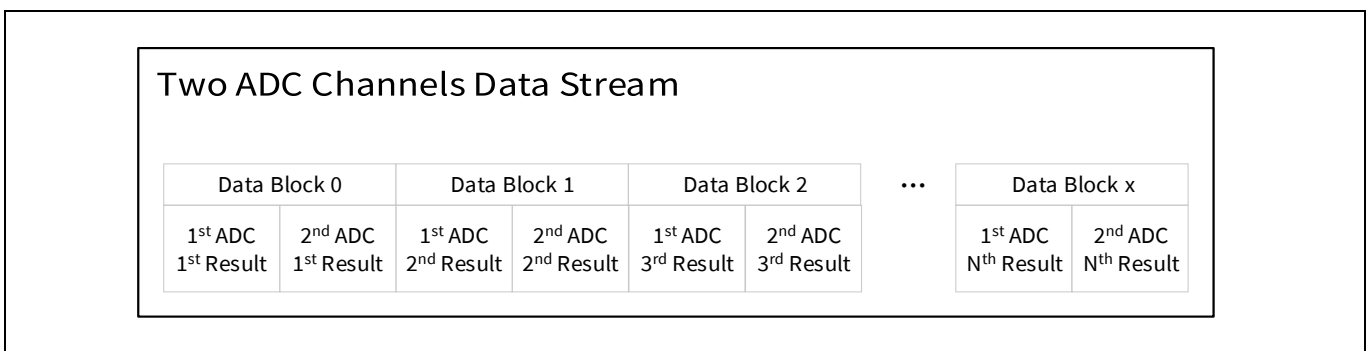 Two ADC Channels Data Stream
Data Block 0 Data Block 1 Data Block 2 ... Data Block x
1st ADC 2nd ADC 1st ADC 2nd ADC 1st ADC 2nd ADC 1st ADC 2nd ADC
1st Result 1st Result 2nd Result 2nd Result 3rd Result 3rd Result Nth Result Nth Result